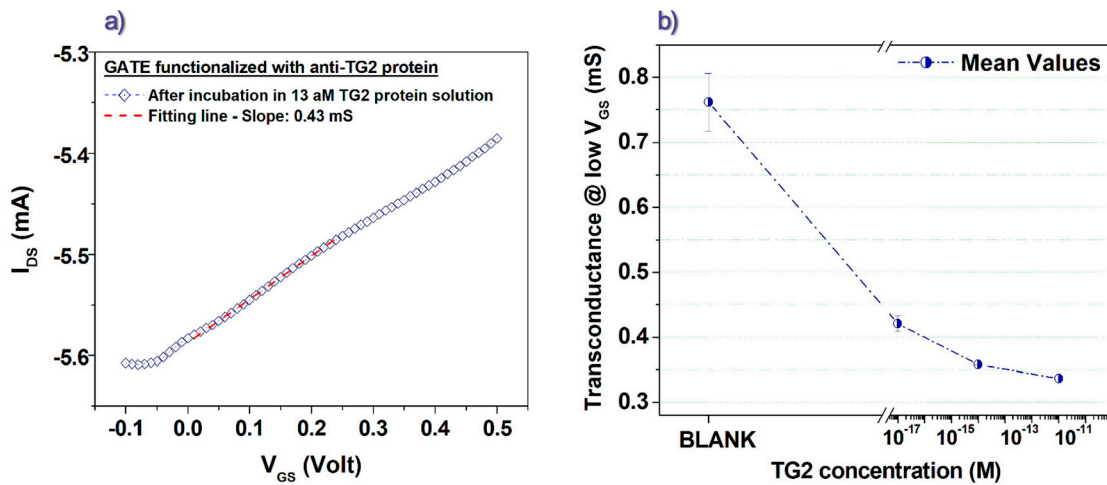 a)
-5.3
-5.4
-5.5
-5.6
I_DS (mA)
GATE functionalized with anti-TG2 protein
After incubation in 13 aM TG2 protein solution
Fitting line - Slope: 0.43 mS
-0.1 0.0 0.1 0.2 0.3 0.4 0.5
V_GS (Volt)
b)
Transconductance @ low V_GS (mS)
0.8
0.7
0.6
0.5
0.4
0.3
Mean Values
BLANK 10^-17 10^-15 10^-13 10^-11
TG2 concentration (M)